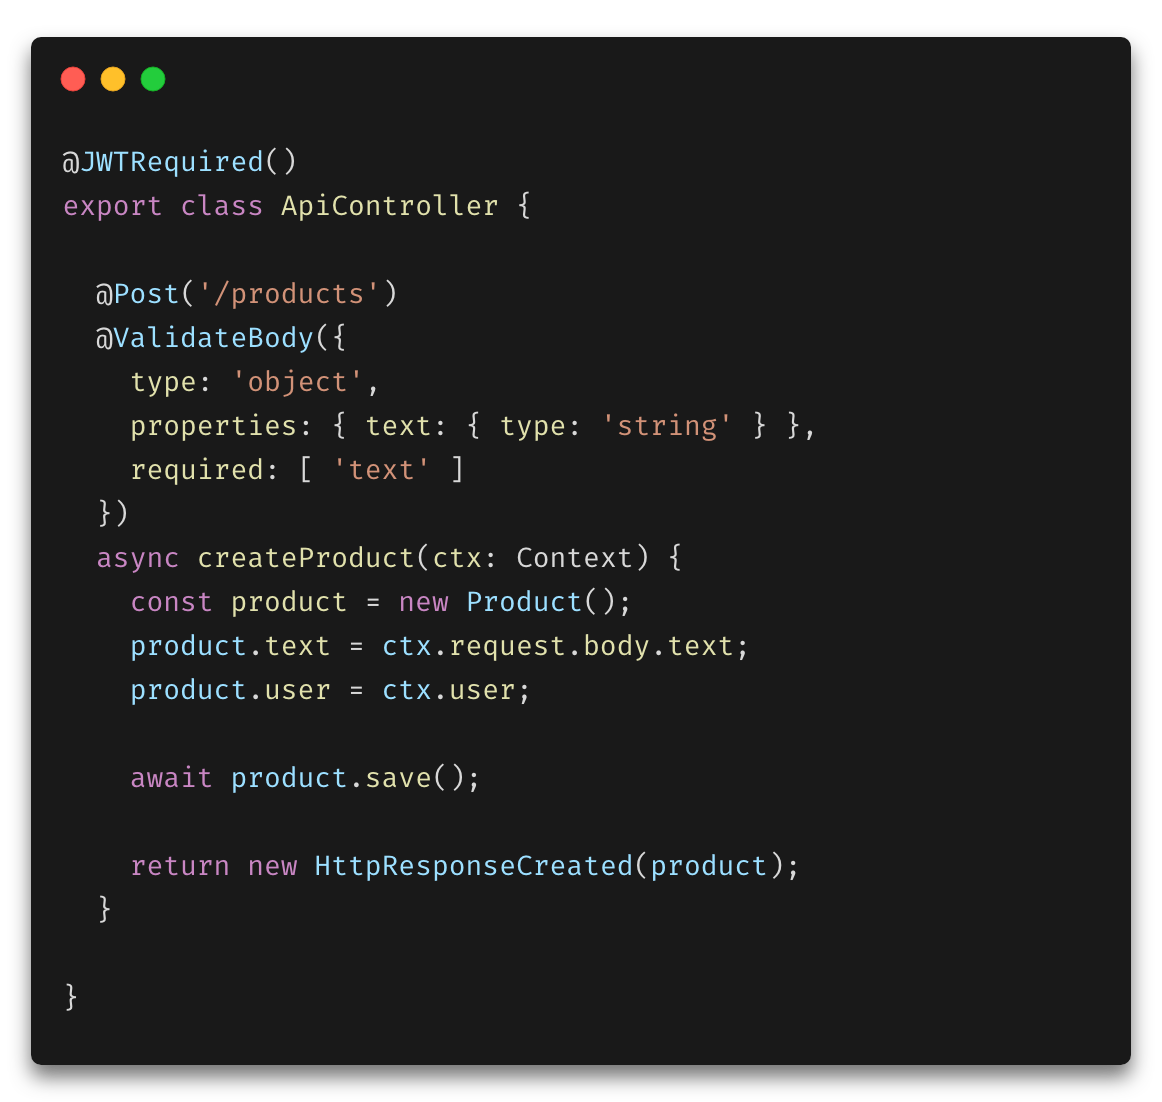 @JWTRequired()
export class ApiController {
@Post('/products')
@ValidateBody({
type: 'object',
properties: { text: { type: 'string' } },
required: [ 'text' ]
})
async createProduct(ctx: Context) {
const product = new Product();
product.text = ctx.request.body.text;
product.user = ctx.user;
await product.save();
return new HttpResponseCreated(product);
}
}